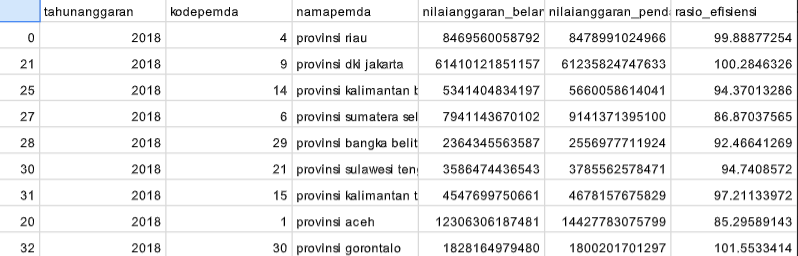 tahunanggaran kodepemda namapemda nilaianggaran_belan nilaianggaran_penda rasio_efisiensi
0 2018 4 provinsi riau 8469560058792 8478991024966 99.88877254
21 2018 9 provinsi dki jakarta 61410121851157 61235824747633 100.2846326
25 2018 14 provinsi kalimantan b 5341404834197 5660058614041 94.37013286
27 2018 6 provinsi sumatera sel 7941143670102 9141371395100 86.87037565
28 2018 29 provinsi bangka belit 2364345563587 2556977711924 92.46641269
30 2018 21 provinsi sulawesi teng 3586474436543 3785562578471 94.7408572
31 2018 15 provinsi kalimantan t 4547699750661 4678157675829 97.21133972
20 2018 1 provinsi aceh 12306306187481 14427783075799 85.29589143
32 2018 30 provinsi gorontalo 1828164979480 1800201701297 101.5533414